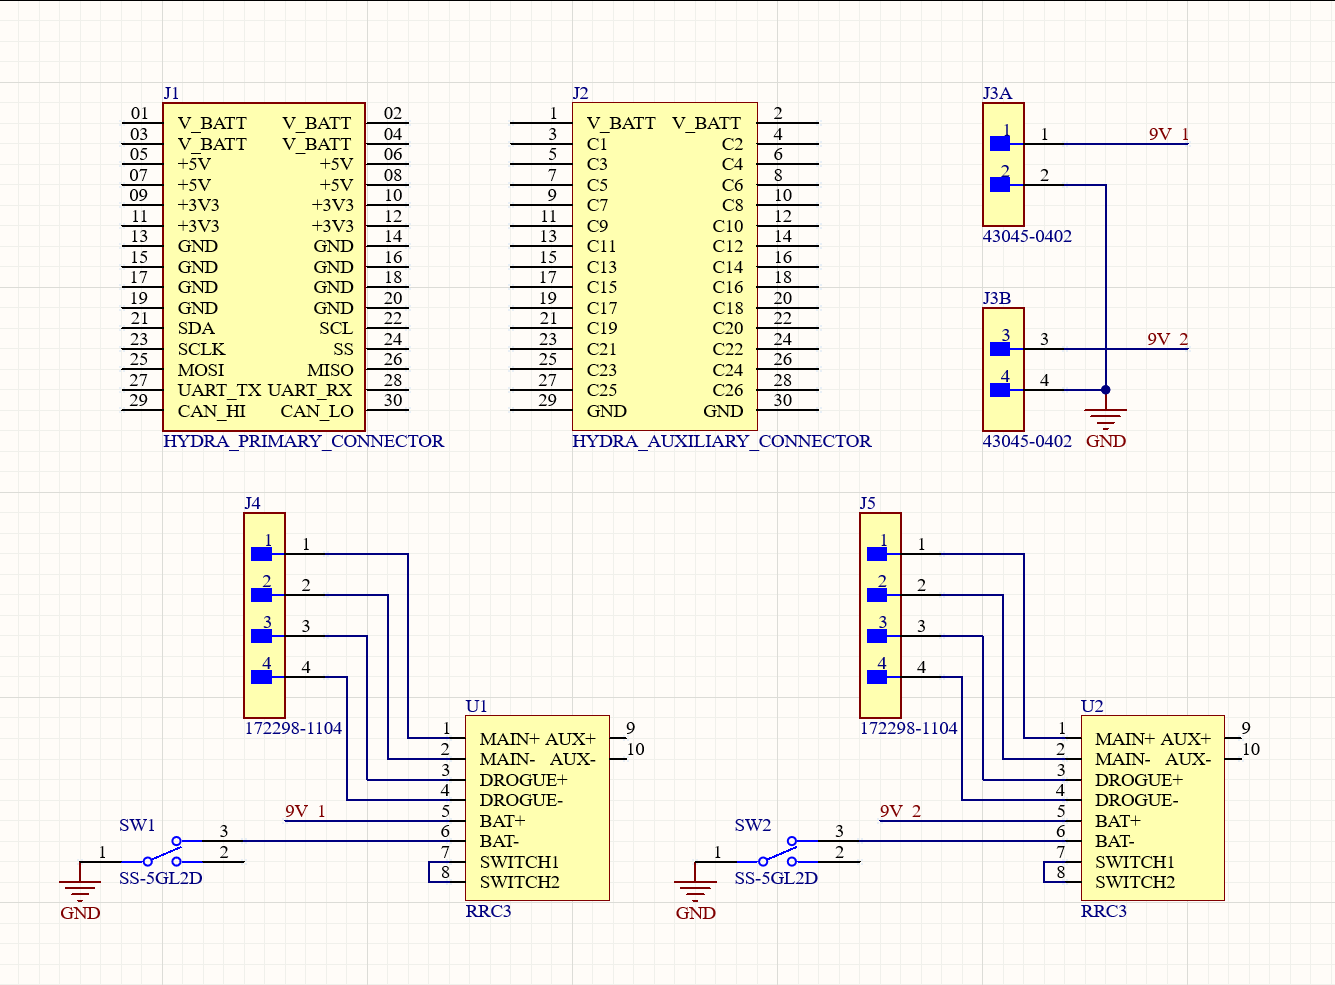 J1
01 V_BATT V_BATT 02
03 V_BATT V_BATT 04
05 +5V +5V 06
07 +5V +5V 08
09 +3V3 +3V3 10
11 +3V3 +3V3 12
13 GND GND 14
15 GND GND 16
17 GND GND 18
19 GND GND 20
21 SDA SCL 22
23 SCLK SS 24
25 MOSI MISO 26
27 UART_TX UART_RX 28
29 CAN_HI CAN_LO 30
HYDRA_PRIMARY_CONNECTOR
J2
1 V_BATT V_BATT 2
3 C1 C2 4
5 C3 C4 6
7 C5 C6 8
9 C7 C8 10
11 C9 C10 12
13 C11 C12 14
15 C13 C14 16
17 C15 C16 18
19 C17 C18 20
21 C19 C20 22
23 C21 C22 24
25 C23 C24 26
27 C25 C26 28
29 GND GND 30
HYDRA_AUXILIARY_CONNECTOR
J3A
1 1 9V_1
2 2
43045-0402
J3B
3 3 9V_2
4 4
43045-0402 GND
J4
1 1
2 2
3 3
4 4
172298-1104
U1
1 MAIN+ AUX+ 9
2 MAIN- AUX- 10
3 DROGUE+
4 DROGUE-
9V_1 5 BAT+
6 BAT-
7 SWITCH1
8 SWITCH2
RRC3
SW1
3
1 2
SS-5GL2D
GND
J5
1 1
2 2
3 3
4 4
172298-1104
U2
1 MAIN+ AUX+ 9
2 MAIN- AUX- 10
3 DROGUE+
4 DROGUE-
9V_2 5 BAT+
6 BAT-
7 SWITCH1
8 SWITCH2
RRC3
SW2
3
1 2
SS-5GL2D
GND